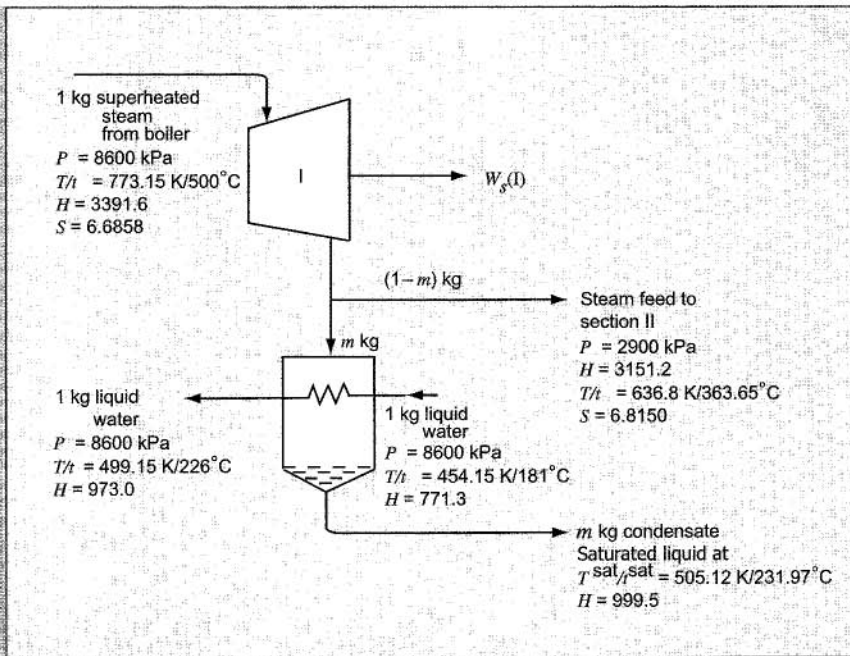 1 kg superheated
steam
from boiler
P = 8600 kPa
T/t = 773.15 K/500°C
H = 3391.6
S = 6.6858
I
Wₛ(I)
(1−m) kg
Steam feed to
section II
P = 2900 kPa
H = 3151.2
T/t = 636.8 K/363.65°C
S = 6.8150
m kg
1 kg liquid
water
P = 8600 kPa
T/t = 499.15 K/226°C
H = 973.0
1 kg liquid
water
P = 8600 kPa
T/t = 454.15 K/181°C
H = 771.3
m kg condensate
Saturated liquid at
T sat/t sat = 505.12 K/231.97°C
H = 999.5